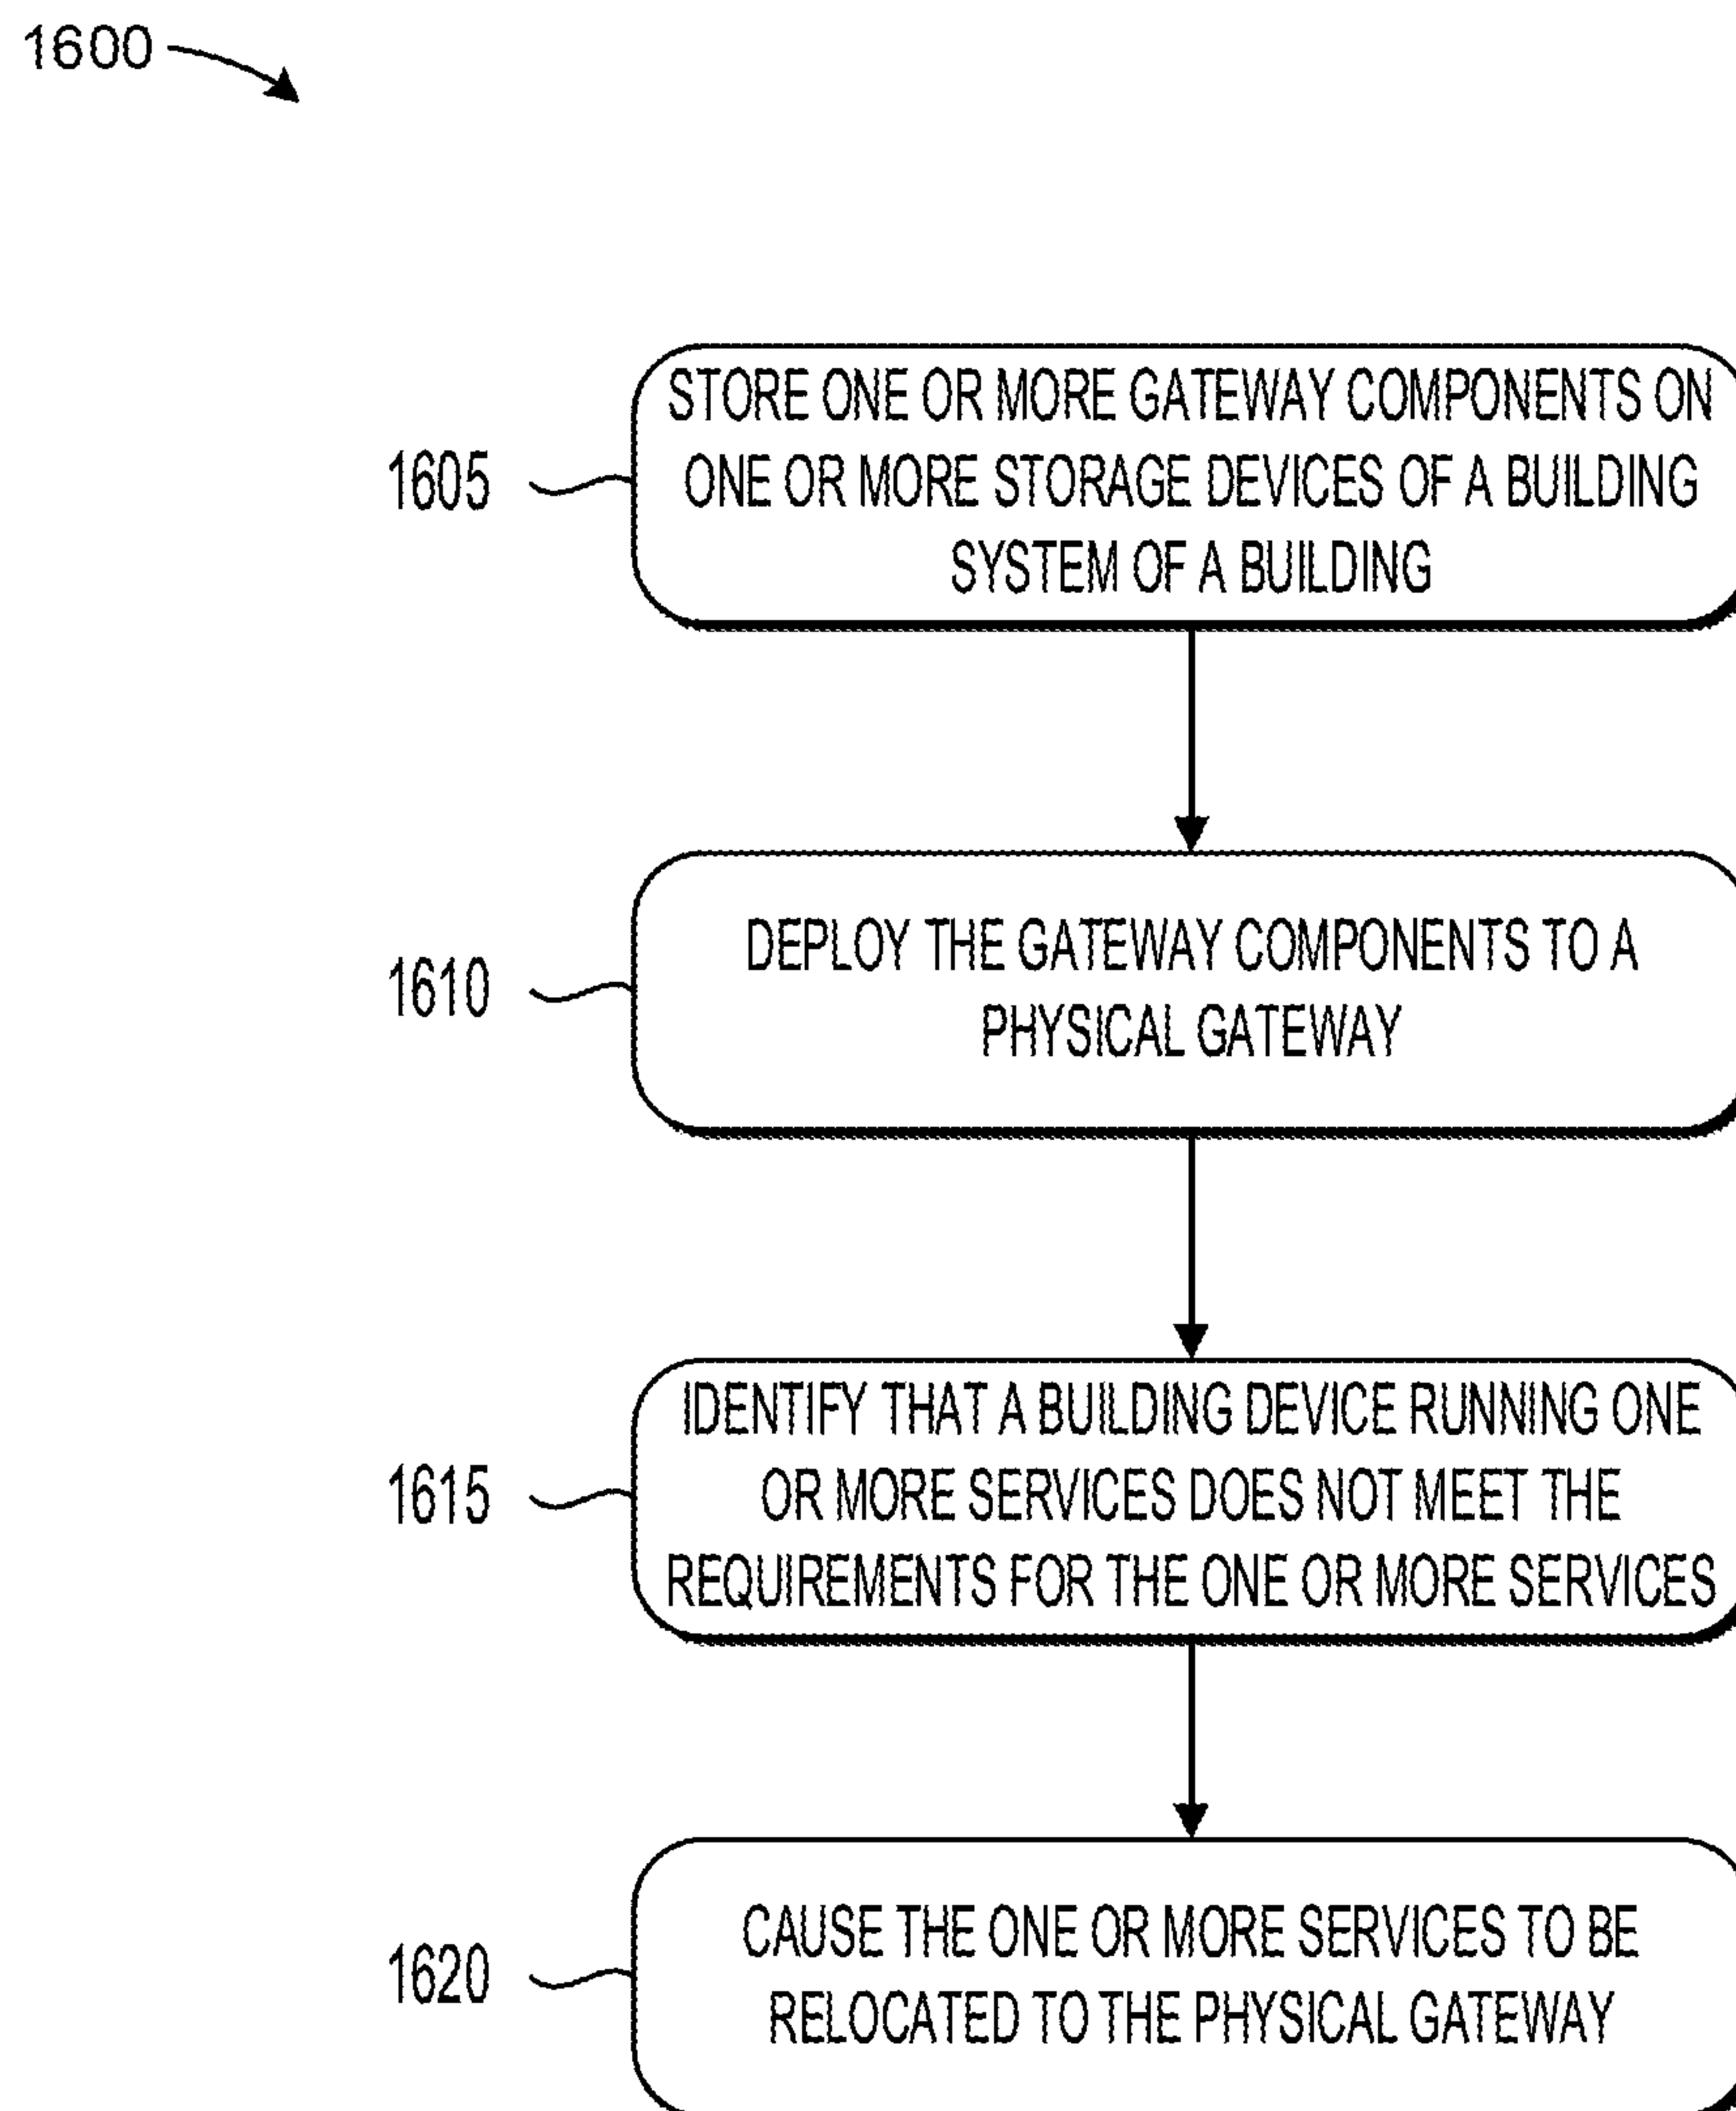 1600
STORE ONE OR MORE GATEWAY COMPONENTS ON
ONE OR MORE STORAGE DEVICES OF A BUILDING
SYSTEM OF A BUILDING
1605
DEPLOY THE GATEWAY COMPONENTS TO A
PHYSICAL GATEWAY
1610
IDENTIFY THAT A BUILDING DEVICE RUNNING ONE
OR MORE SERVICES DOES NOT MEET THE
REQUIREMENTS FOR THE ONE OR MORE SERVICES
1615
CAUSE THE ONE OR MORE SERVICES TO BE
RELOCATED TO THE PHYSICAL GATEWAY
1620